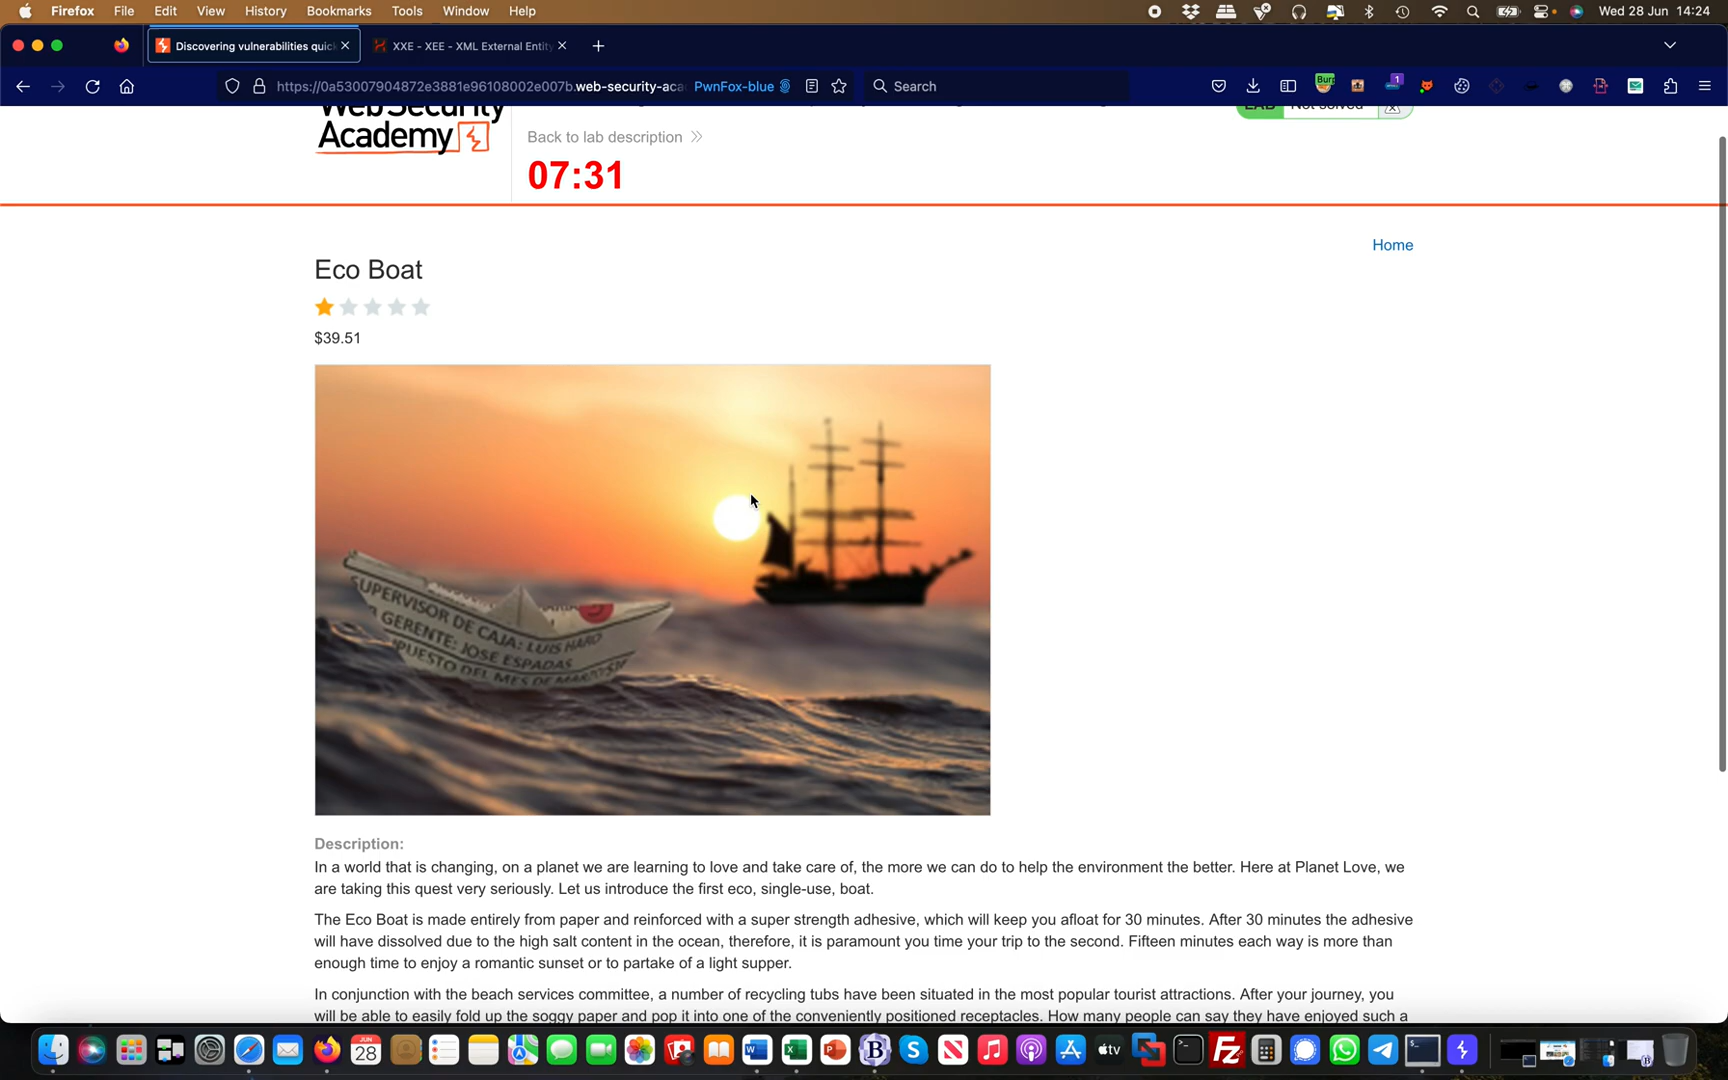 Firefox File Edit View History Bookmarks Tools Window Help Wed 28 Jun 14:24
Discovering vulnerabilities quic XXE - XEE - XML External Entity
https://0a53007904872e3881e96108002e007b.web-security-aca PwnFox-blue Search
Burp
1
Web Security
Academy
Back to lab description
LAB Not solved
07:31
Home
Eco Boat
$39.51
SUPERVISOR DE CAJA: LUIS HARO
GERENTE: JOSE ESPADAS
PUESTO DEL MES DE
Description:
In a world that is changing, on a planet we are learning to love and take care of, the more we can do to help the environment the better. Here at Planet Love, we
are taking this quest very seriously. Let us introduce the first eco, single-use, boat.
The Eco Boat is made entirely from paper and reinforced with a super strength adhesive, which will keep you afloat for 30 minutes. After 30 minutes the adhesive
will have dissolved due to the high salt content in the ocean, therefore, it is paramount you time your trip to the second. Fifteen minutes each way is more than
enough time to enjoy a romantic sunset or to partake of a light supper.
In conjunction with the beach services committee, a number of recycling tubs have been situated in the most popular tourist attractions. After your journey, you
will be able to easily fold up the soggy paper and pop it into one of the conveniently positioned receptacles. How many people can say they have enjoyed such a
JUN
28
tv